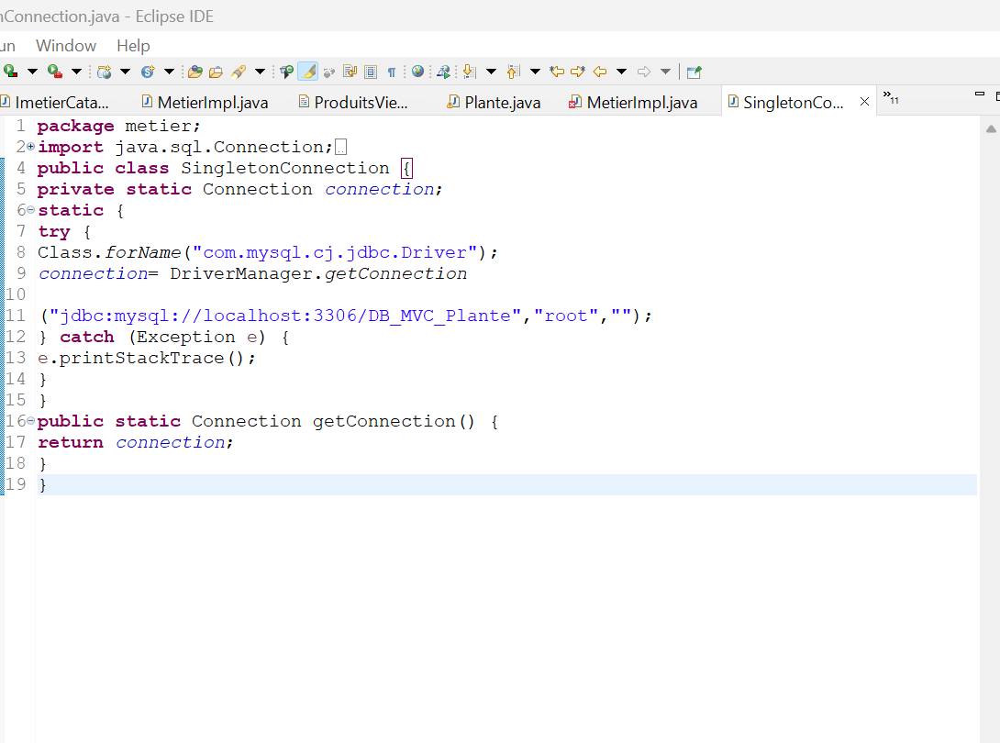 nConnection.java - Eclipse IDE
un Window Help
ImetierCata... MetierImpl.java ProduitsVie... Plante.java MetierImpl.java SingletonCo... 11
1 package metier;
2 import java.sql.Connection;
4 public class SingletonConnection {
5 private static Connection connection;
6 static {
7 try {
8 Class.forName("com.mysql.cj.jdbc.Driver");
9 connection= DriverManager.getConnection
10
11 ("jdbc:mysql://localhost:3306/DB_MVC_Plante","root","");
12 } catch (Exception e) {
13 e.printStackTrace();
14 }
15 }
16 public static Connection getConnection() {
17 return connection;
18 }
19 }